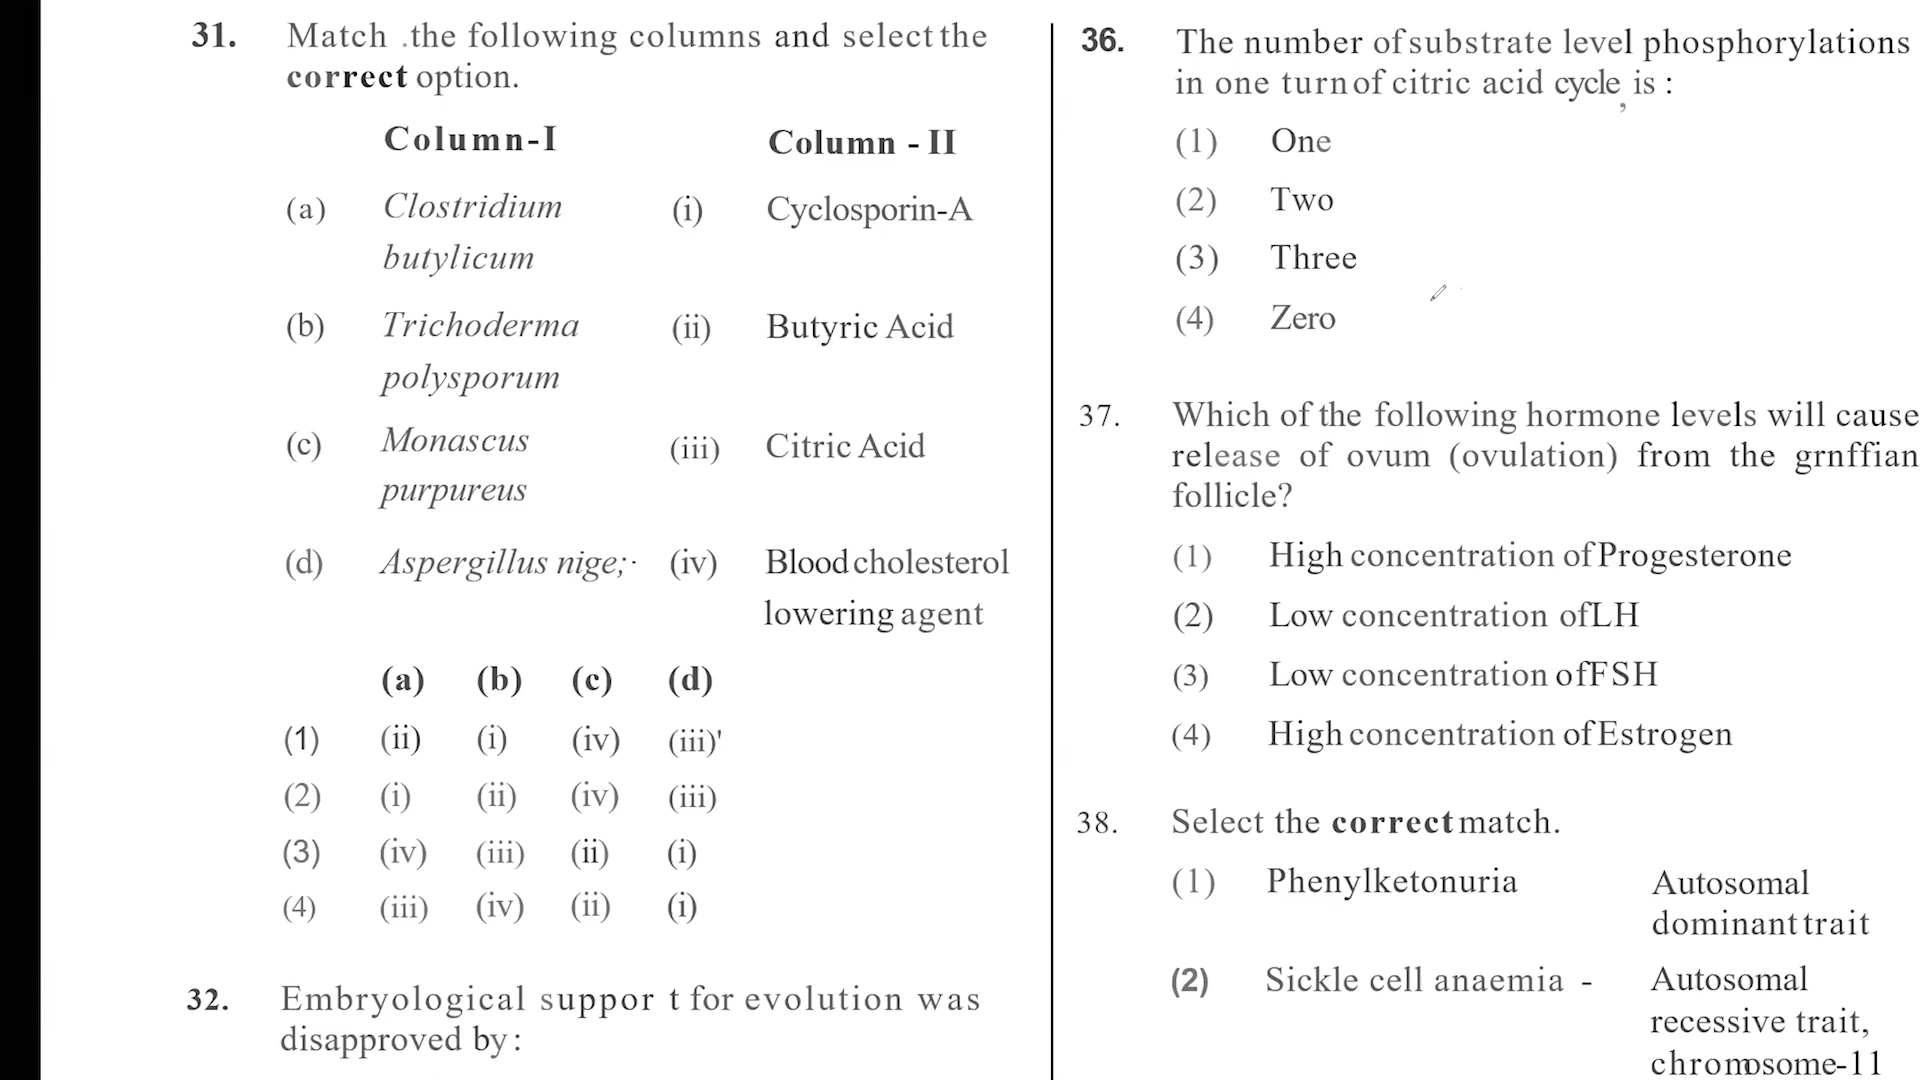 31. Match .the following columns and select the
correct option.
Column-I Column - II
(a) Clostridium (i) Cyclosporin-A
butylicum
(b) Trichoderma (ii) Butyric Acid
polysporum
(c) Monascus (iii) Citric Acid
purpureus
(d) Aspergillus nige;· (iv) Blood cholesterol
lowering agent
(a) (b) (c) (d)
(1) (ii) (i) (iv) (iii)'
(2) (i) (ii) (iv) (iii)
(3) (iv) (iii) (ii) (i)
(4) (iii) (iv) (ii) (i)
32. Embryological suppor t for evolution was
disapproved by:
36. The number of substrate level phosphorylations
in one turn of citric acid cycle, is :
(1) One
(2) Two
(3) Three
(4) Zero
37. Which of the following hormone levels will cause
release of ovum (ovulation) from the grnffian
follicle?
(1) High concentration of Progesterone
(2) Low concentration ofLH
(3) Low concentration ofFSH
(4) High concentration of Estrogen
38. Select the correct match.
(1) Phenylketonuria Autosomal
dominant trait
(2) Sickle cell anaemia - Autosomal
recessive trait,
chromosome-11